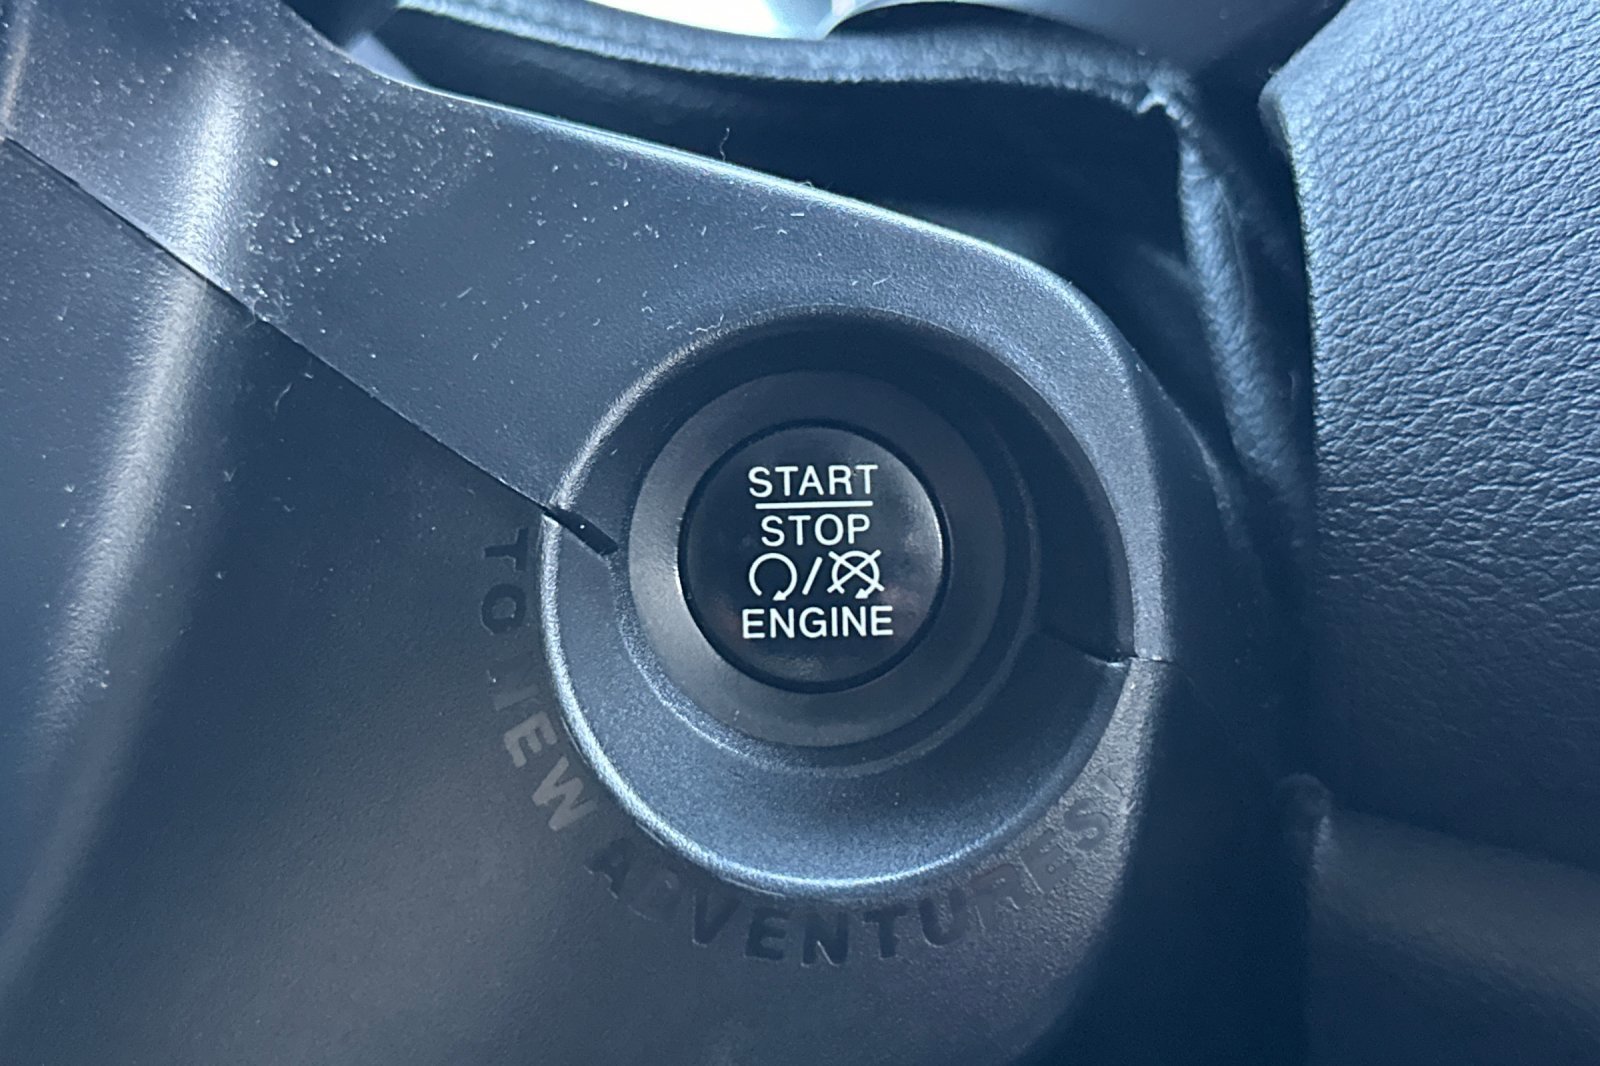 START
STOP
/
ENGINE
TO NEW ADVENTURES!